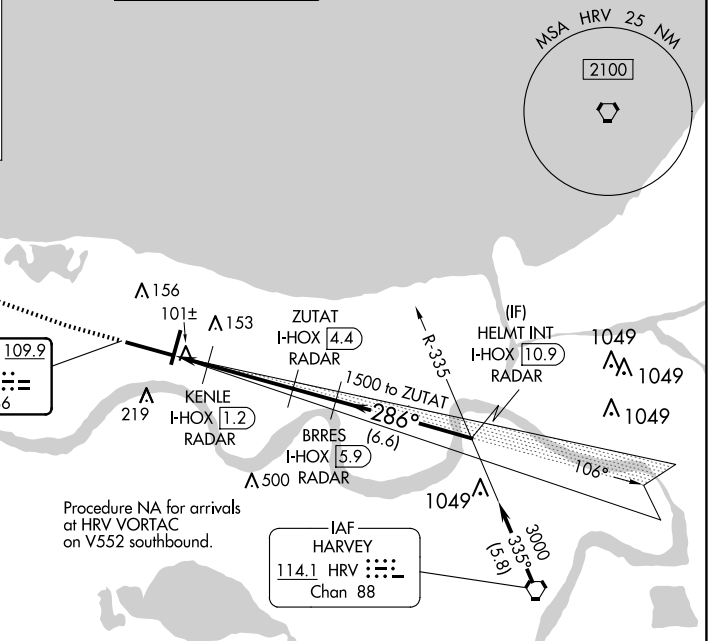 MSA HRV 25 NM
2100
156
101±
153
219
109.9
6
KENLE
I-HOX 1.2
RADAR
ZUTAT
I-HOX 4.4
RADAR
BRRES
I-HOX 5.9
RADAR
500
1500 to ZUTAT
286°
(6.6)
R-335
(IF)
HELMT INT
I-HOX 10.9
RADAR
1049
1049
1049
106°
1049
3000
335°
(5.8)
Procedure NA for arrivals
at HRV VORTAC
on V552 southbound.
IAF
HARVEY
114.1 HRV
Chan 88